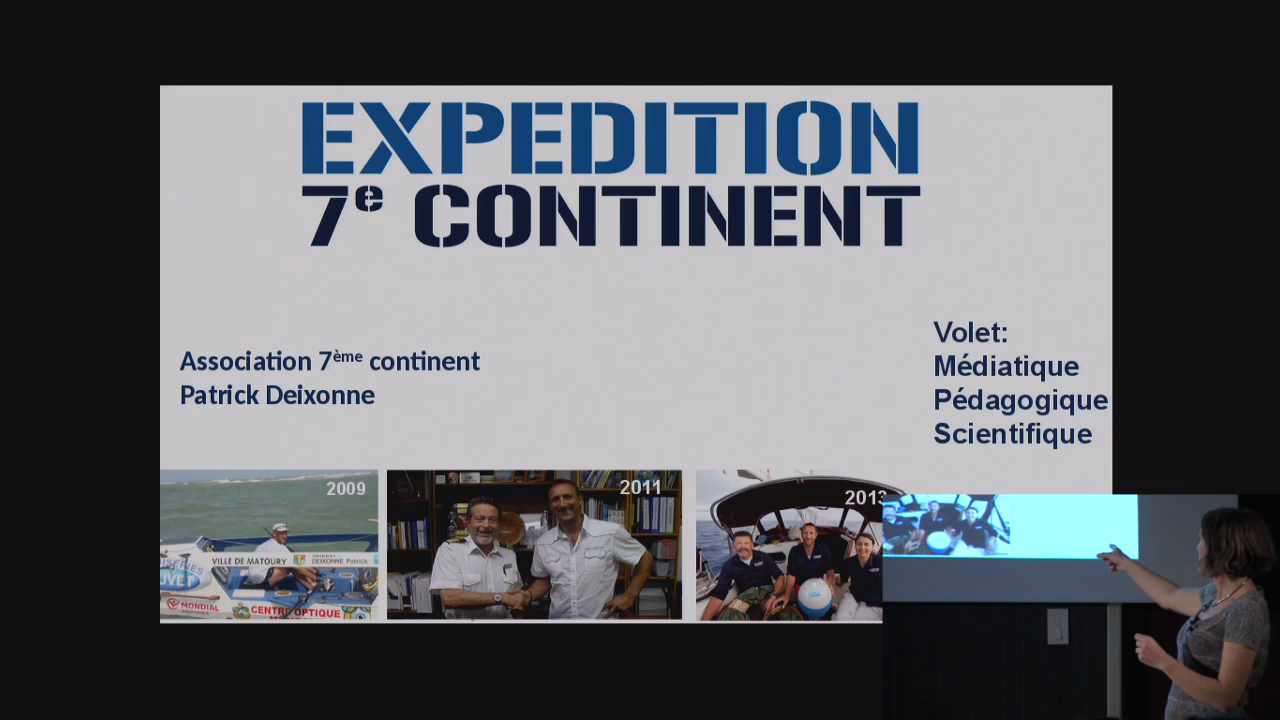 EXPEDITION
7e CONTINENT
Association 7ème continent
Patrick Deixonne
Volet:
Médiatique
Pédagogique
Scientifique
2009
2011
2013
VILLE DE MATOURY
DEIXONNE Patrick
MONDIAL
CENTRE OPTIQUE